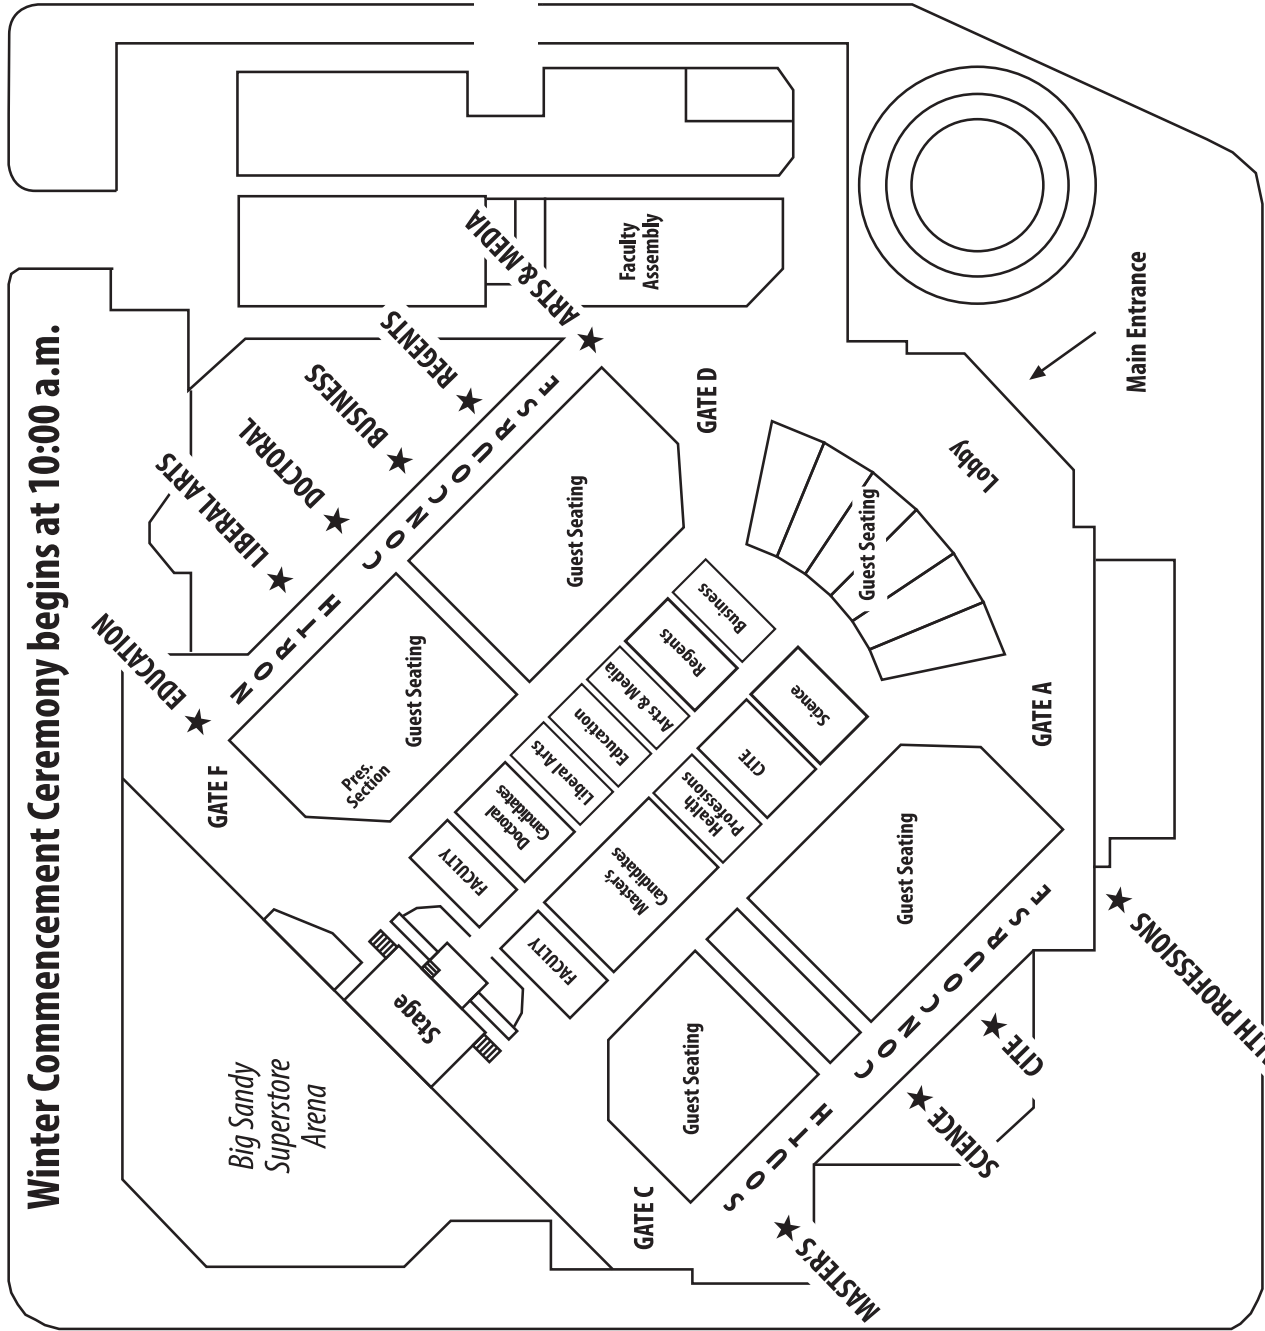 Winter Commencement Ceremony begins at 10:00 a.m.
EDUCATION
LIBERAL ARTS
DOCTORAL
BUSINESS
REGENTS
ARTS & MEDIA
Faculty
Assembly
NORTH CONCOURSE
GATE F
GATE D
Guest Seating
Guest Seating
Pres.
Section
Guest Seating
Lobby
Main Entrance
GATE A
Business
Regents
Arts & Media
Education
Liberal Arts
Doctoral
Candidates
FACULTY
Science
CITE
Health
Professions
Master's
Candidates
FACULTY
Stage
Big Sandy
Superstore
Arena
Guest Seating
Guest Seating
GATE C
SOUTH CONCOURSE
MASTER'S
SCIENCE
CITE
LTH PROFESSIONS